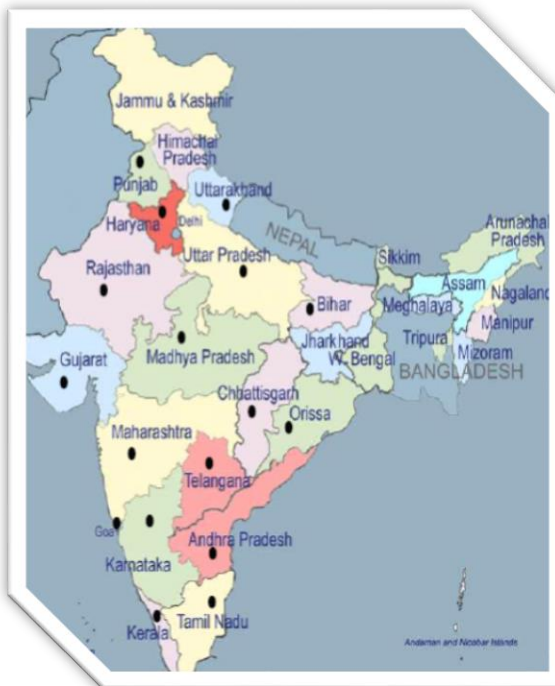 Jammu & Kashmir
Himachal
Pradesh
Punjab
Uttarakhand
Haryana
Delhi
NEPAL
Arunachal
Pradesh
Uttar Pradesh
Sikkim
Rajasthan
Assam
Nagaland
Bihar
Meghalaya
Manipur
Jharkhand
Tripura
Gujarat
Madhya Pradesh
W. Bengal
Mizoram
BANGLADESH
Chhattisgarh
Orissa
Maharashtra
Telangana
Goa
Andhra Pradesh
Karnataka
Tamil Nadu
Kerala
Andaman and Nicobar Islands